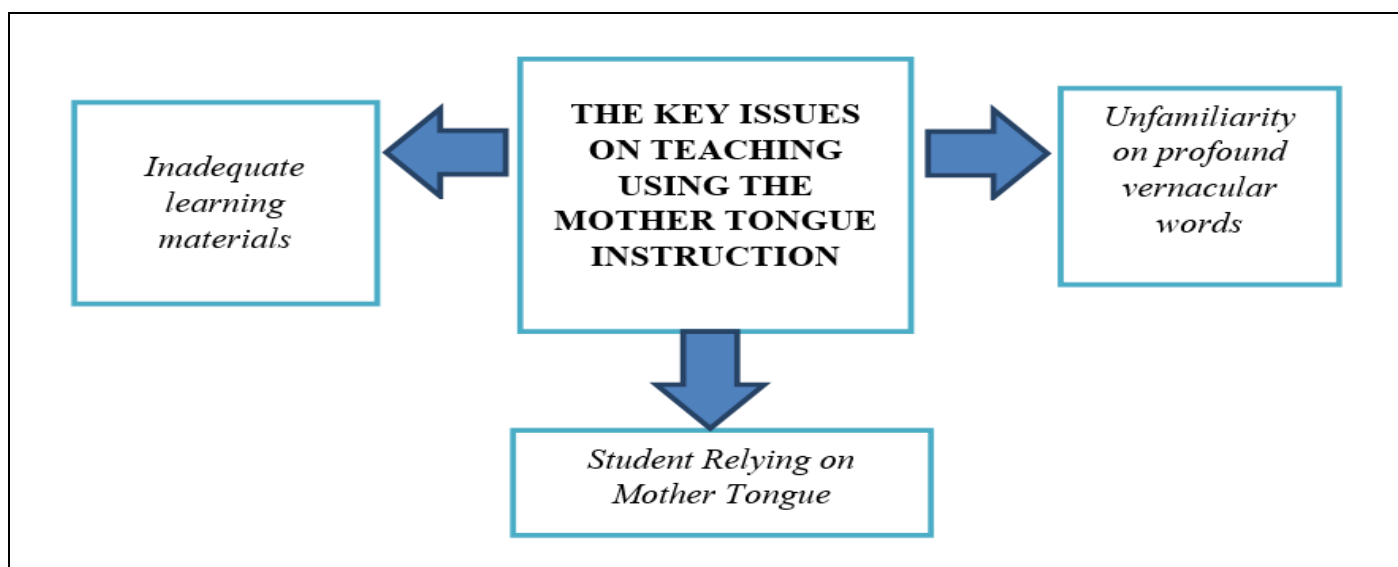 THE KEY ISSUES
ON TEACHING
USING THE
MOTHER TONGUE
INSTRUCTION
Inadequate
learning
materials
Unfamiliarity
on profound
vernacular
words
Student Relying on
Mother Tongue